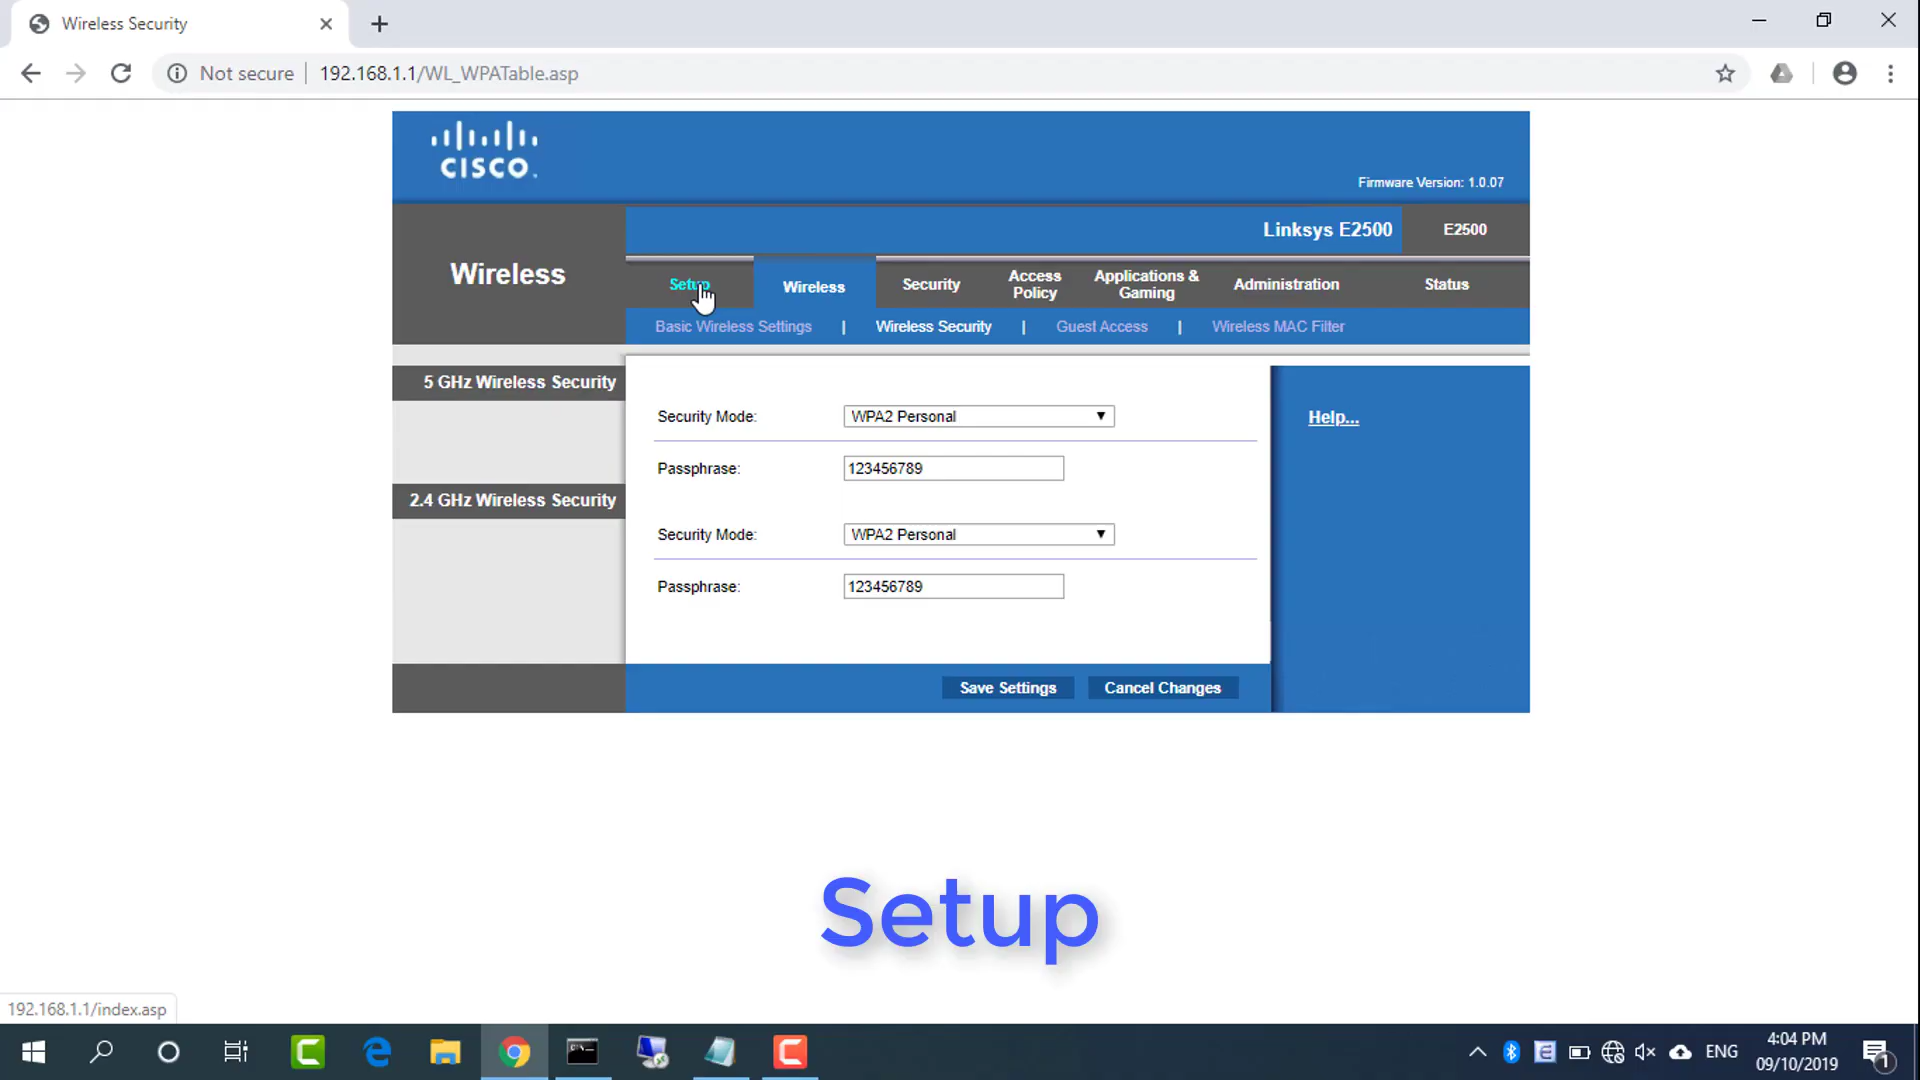 Wireless Security
Not secure
192.168.1.1/WL_WPATable.asp
CISCO.
Firmware Version: 1.0.07
Linksys E2500
E2500
Wireless
Setup
Wireless
Security
Access
Policy
Applications &
Gaming
Administration
Status
Basic Wireless Settings | Wireless Security | Guest Access | Wireless MAC Filter
5 GHz Wireless Security
Security Mode: WPA2 Personal
Help...
Passphrase: 123456789
2.4 GHz Wireless Security
Security Mode: WPA2 Personal
Passphrase: 123456789
Save Settings
Cancel Changes
Setup
192.168.1.1/index.asp
ENG
4:04 PM
09/10/2019
1